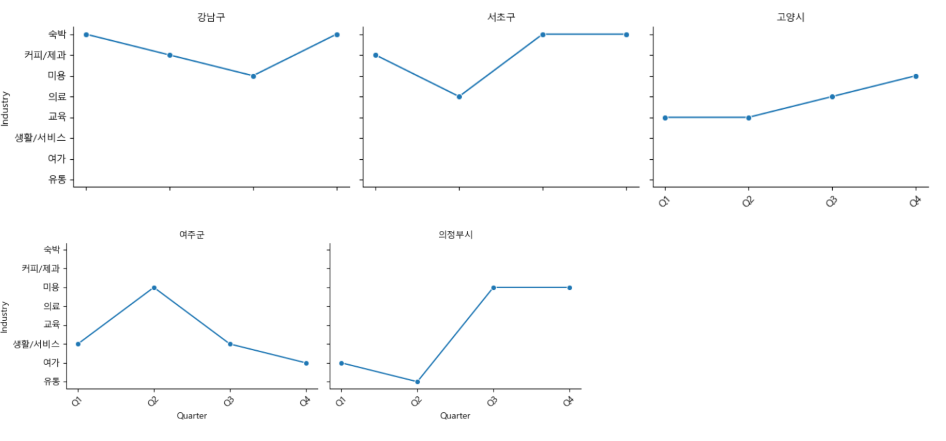 강남구
서초구
고양시
Industry
숙박
커피/제과
미용
의료
교육
생활/서비스
여가
유통
Q1
Q2
Q3
Q4
여주군
의정부시
Industry
숙박
커피/제과
미용
의료
교육
생활/서비스
여가
유통
Q1
Q2
Q3
Q4
Q1
Q2
Q3
Q4
Quarter
Quarter